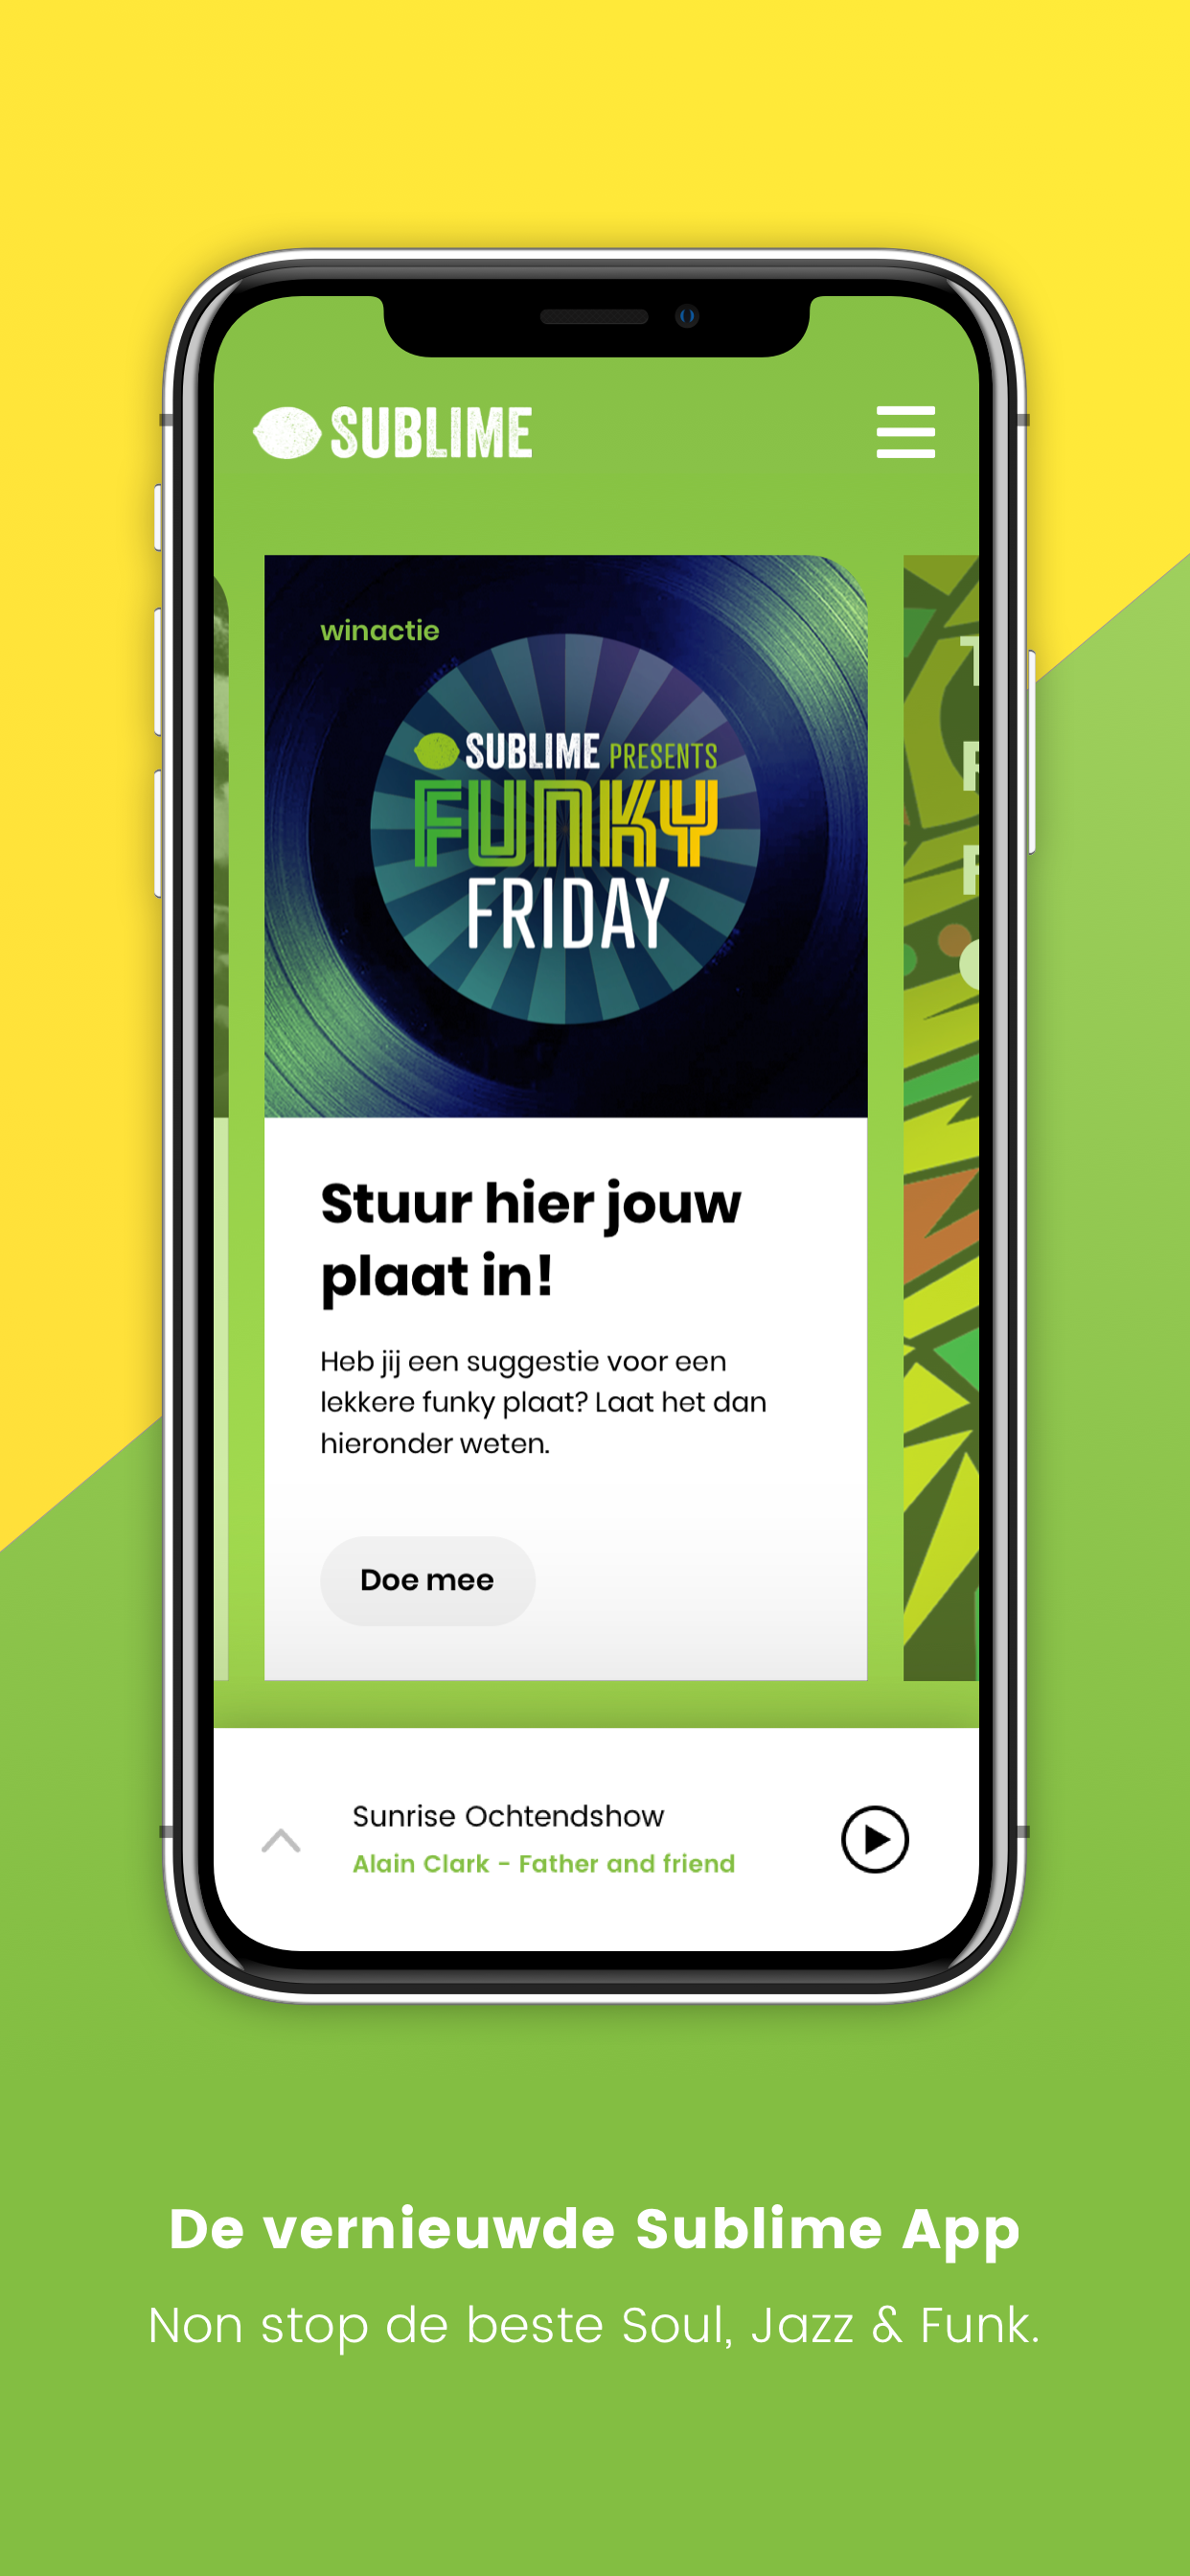 SUBLIME
winactie
SUBLIME PRESENTS
FUNKY
FRIDAY
Stuur hier jouw
plaat in!
Heb jij een suggestie voor een
lekkere funky plaat? Laat het dan
hieronder weten.
Doe mee
Sunrise Ochtendshow
Alain Clark - Father and friend
De vernieuwde Sublime App
Non stop de beste Soul, Jazz & Funk.